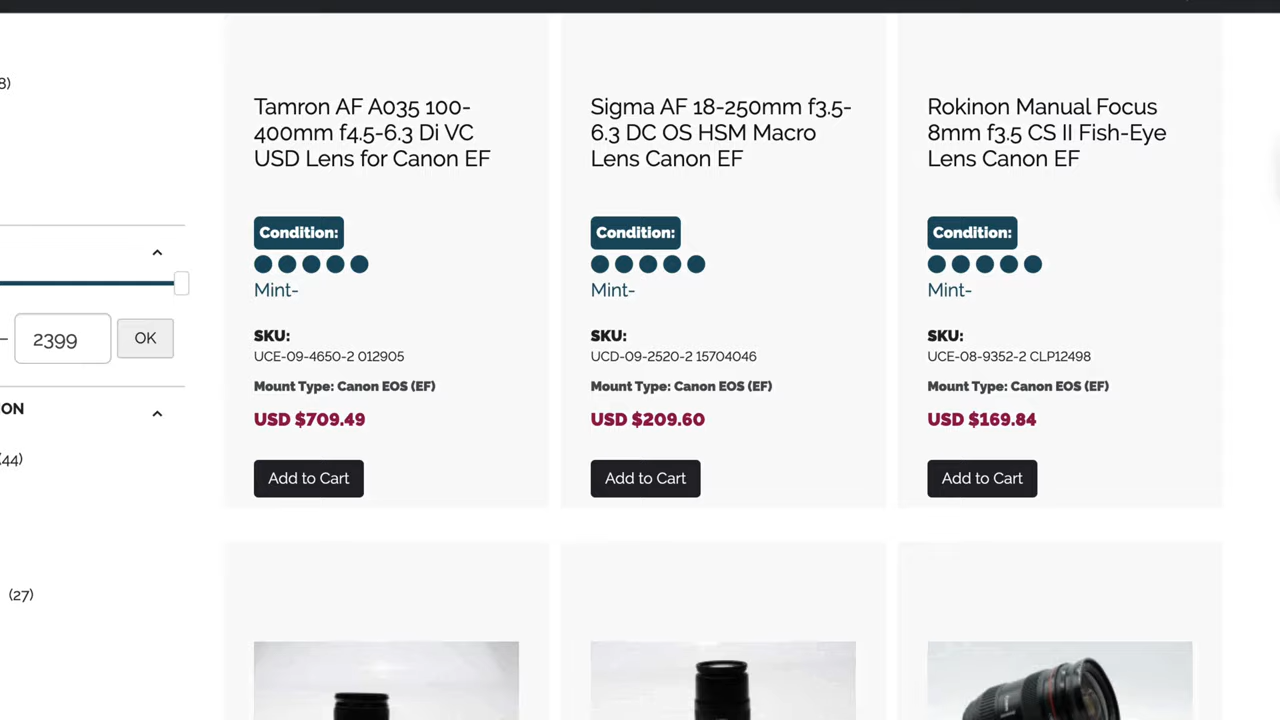 8)
2399
OK
ON
(44)
(27)
Tamron AF A035 100-
400mm f4.5-6.3 Di VC
USD Lens for Canon EF
Condition:
Mint-
SKU:
UCE-09-4650-2 012905
Mount Type: Canon EOS (EF)
USD $709.49
Add to Cart
Sigma AF 18-250mm f3.5-
6.3 DC OS HSM Macro
Lens Canon EF
Condition:
Mint-
SKU:
UCD-09-2520-2 15704046
Mount Type: Canon EOS (EF)
USD $209.60
Add to Cart
Rokinon Manual Focus
8mm f3.5 CS II Fish-Eye
Lens Canon EF
Condition:
Mint-
SKU:
UCE-08-9352-2 CLP12498
Mount Type: Canon EOS (EF)
USD $169.84
Add to Cart